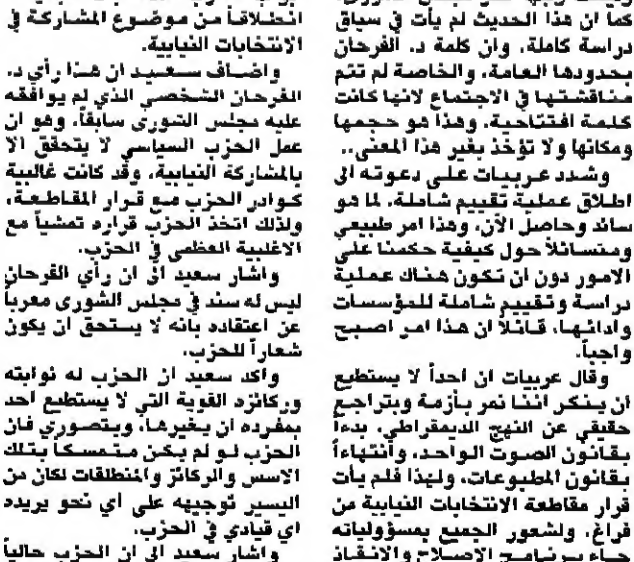 كما ان هذا الحديث لم يأت في سياق
دراسة كاملة، وان كلمة د. الفرحان
بحدودها العامة، والخاصة لم تتم
مناقشتها في الاجتماع لانها كانت
كلمة افتتاحية، وهذا هو حجمها
ومكانها ولا تؤخذ بغير هذا المعنى..
وشدد عربيات على دعوته الى
اطلاق عملية تقييم شاملة، لما هو
سائد وحاصل الآن، وهذا امر طبيعي
ومتسائلاً حول كيفية حكمنا على
الامور دون ان تكون هناك عملية
دراسة وتقييم شاملة للمؤسسات
وادائها، قائلاً ان هذا امر اصبح
واجباً.
وقال عربيات ان احداً لا يستطيع
أن ينكر اننا نمر بأزمة وبتراجع
حقيقي عن النهج الديمقراطي، بدءاً
بقانون الصوت الواحد، وانتهاءاً
بقانون المطبوعات، ولهذا فلم يأت
قرار مقاطعة الانتخابات النيابية من
فراغ، ولشعور الجميع بمسؤولياته
جاء برنامج الاصلاح والانقاذ
انطلاقاً من موضوع المشاركة في
الانتخابات النيابية.
واضاف سعيد ان هذا رأي د.
الفرحان الشخصي الذي لم يوافقه
عليه مجلس الشورى سابقاً، وهو ان
عمل الحزب السياسي لا يتحقق الا
بالمشاركة النيابية، وقد كانت غالبية
كوادر الحزب مع قرار المقاطعة،
ولذلك اتخذ الحزب قراره تمشياً مع
الاغلبية العظمى في الحزب.
واشار سعيد الى ان رأي الفرحان
ليس له سند في مجلس الشورى معرباً
عن اعتقاده بانه لا يستحق ان يكون
شعاراً للحزب.
واكد سعيد ان الحزب له ثوابته
وركائزه القوية التي لا يستطيع احد
بمفرده ان يغيرها، وبتصوري فان
الحزب لو لم يكن متمسكاً بتلك
الاسس والركائز والمنطلقات لكان من
اليسير توجيهه على أي نحو يريده
اي قيادي في الحزب.
واشار سعيد الى ان الحزب حالياً